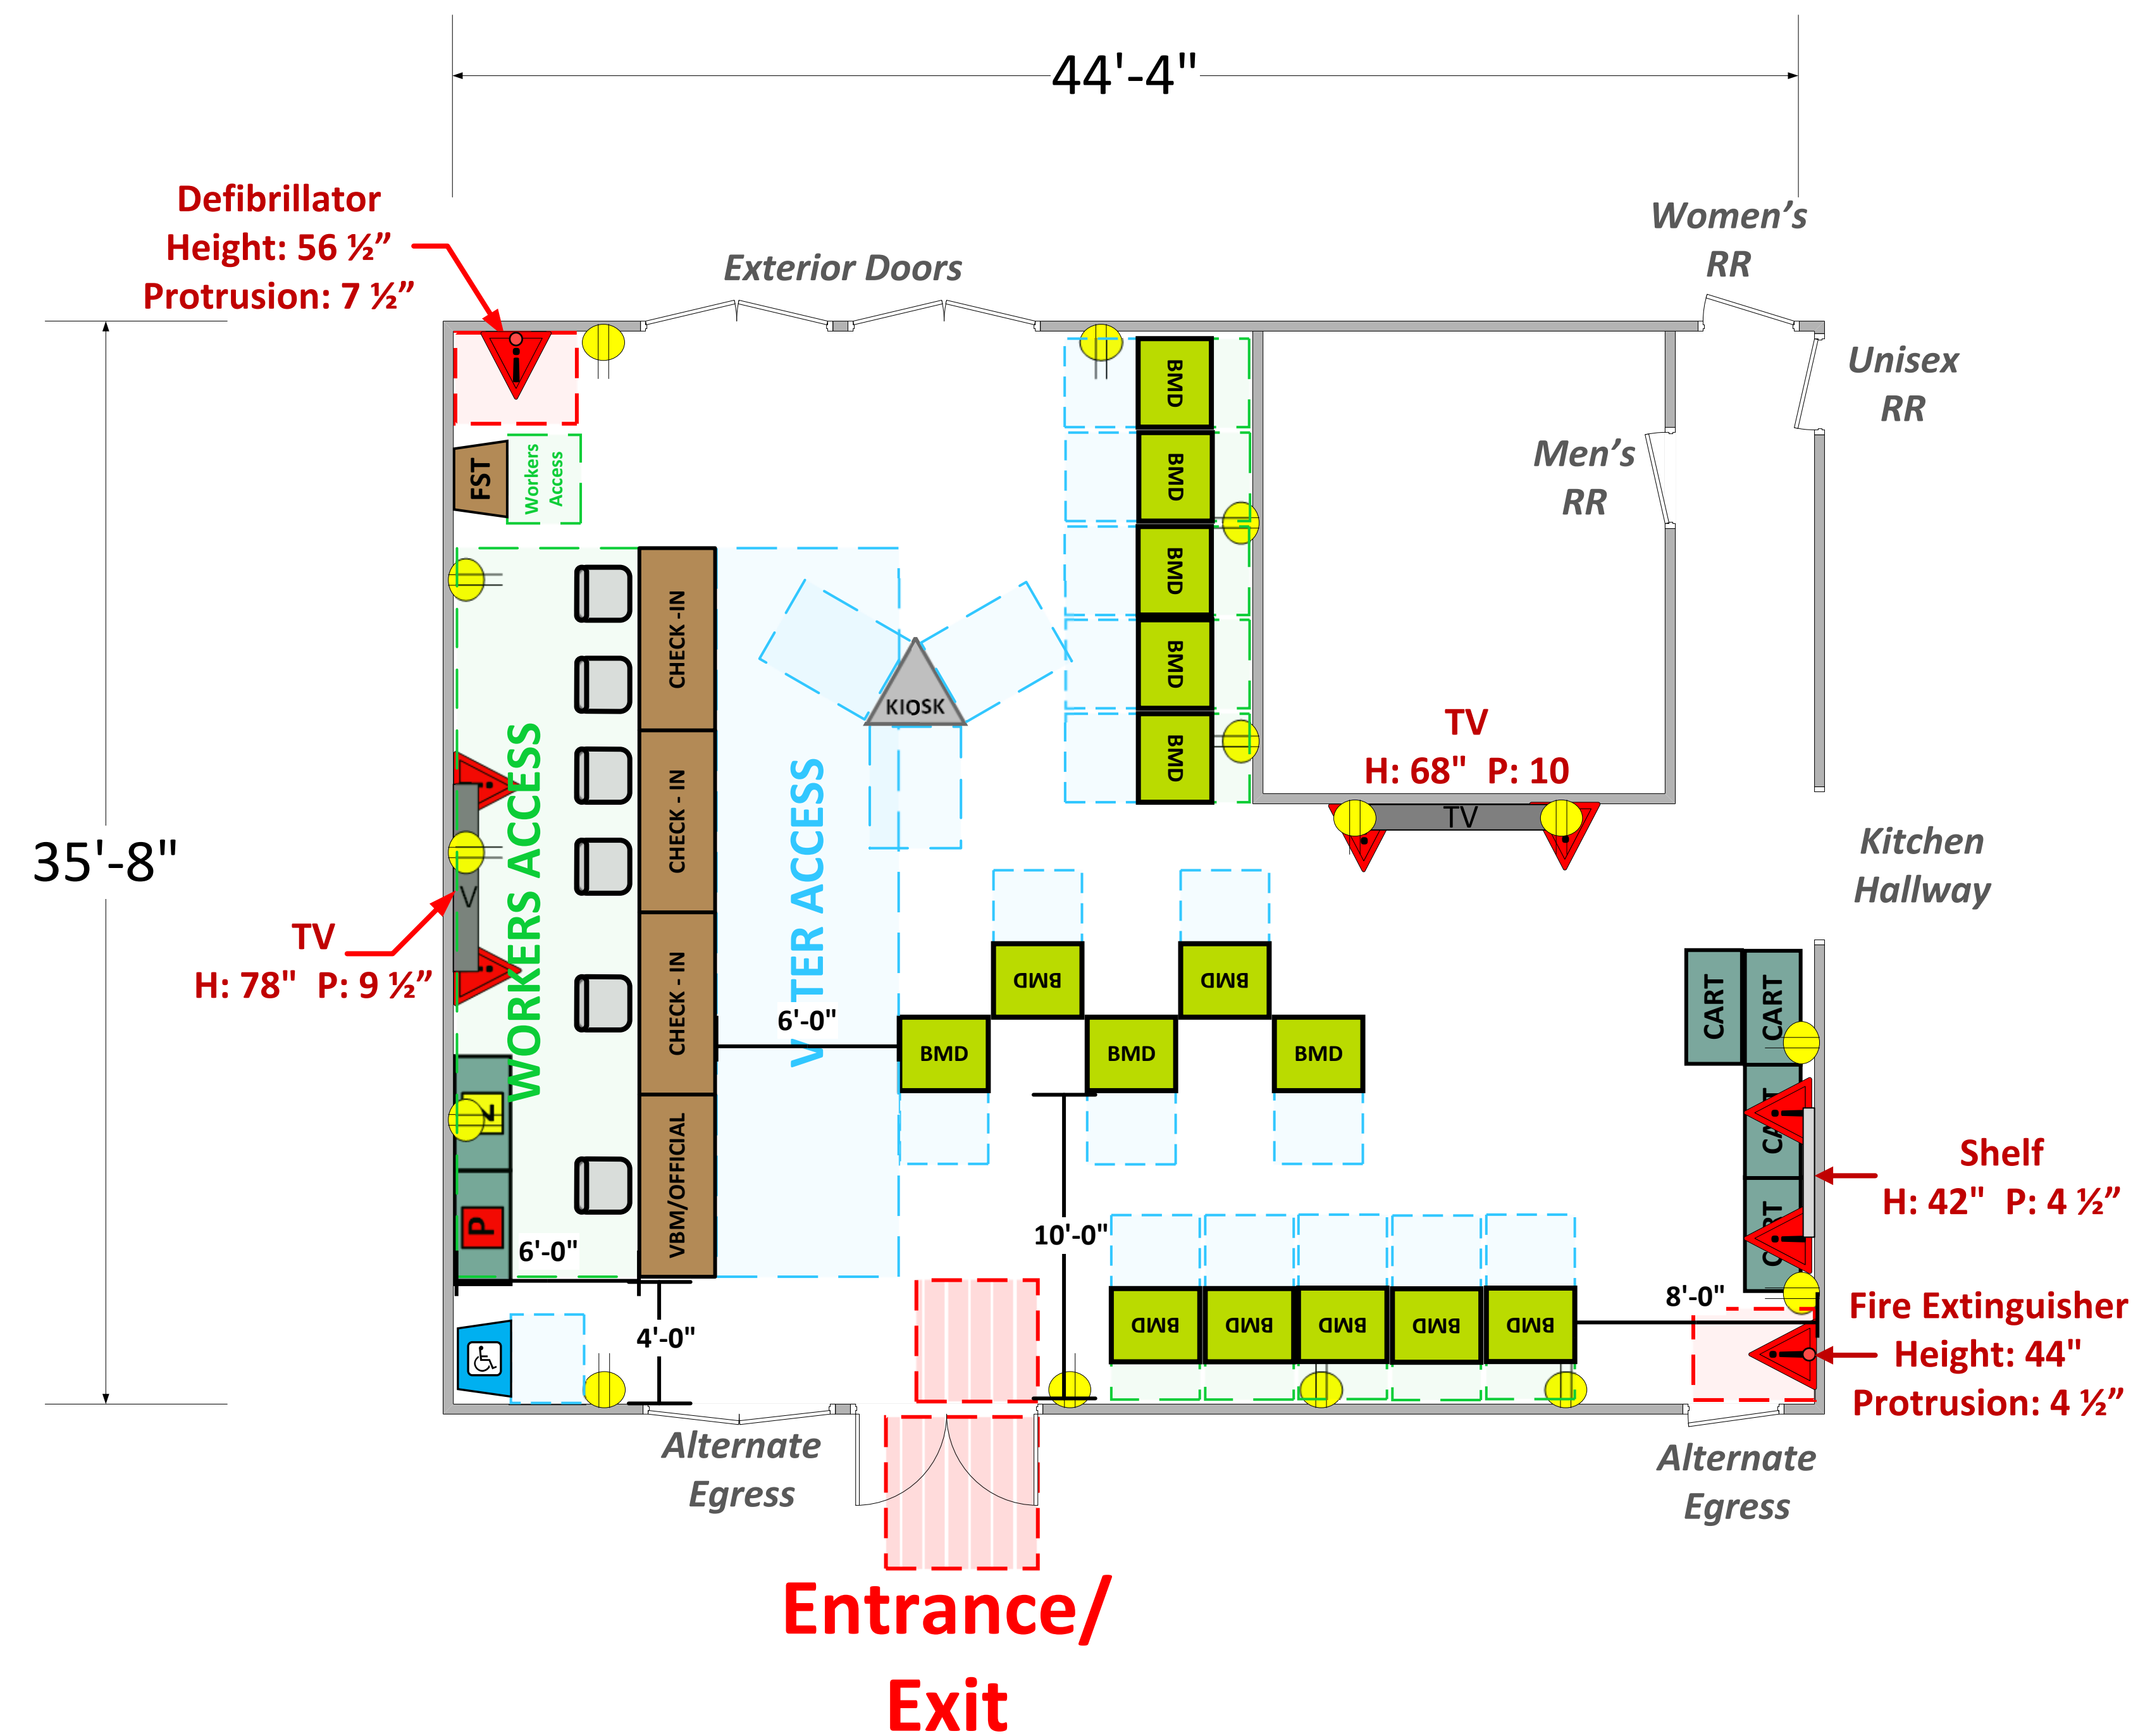 44'-4"
Defibrillator
Height: 56 ½”
Protrusion: 7 ½”
Exterior Doors
Women’s
RR
Unisex
RR
Men’s
RR
BMD
BMD
BMD
BMD
BMD
FST
Workers
Access
CHECK -IN
CHECK - IN
CHECK - IN
VBM/OFFICIAL
KIOSK
WORKERS ACCESS
V TER ACCESS
TV
H: 68" P: 10
TV
Kitchen
Hallway
35'-8"
TV
H: 78" P: 9 ½”
V
BMD
BMD
6'-0"
BMD
BMD
BMD
CART
CART
CART
Z
P
6'-0"
Shelf
H: 42" P: 4 ½”
10'-0"
4'-0"
8'-0"
BMD
BMD
BMD
BMD
BMD
Fire Extinguisher
Height: 44"
Protrusion: 4 ½”
Alternate
Egress
Alternate
Egress
Entrance/
Exit